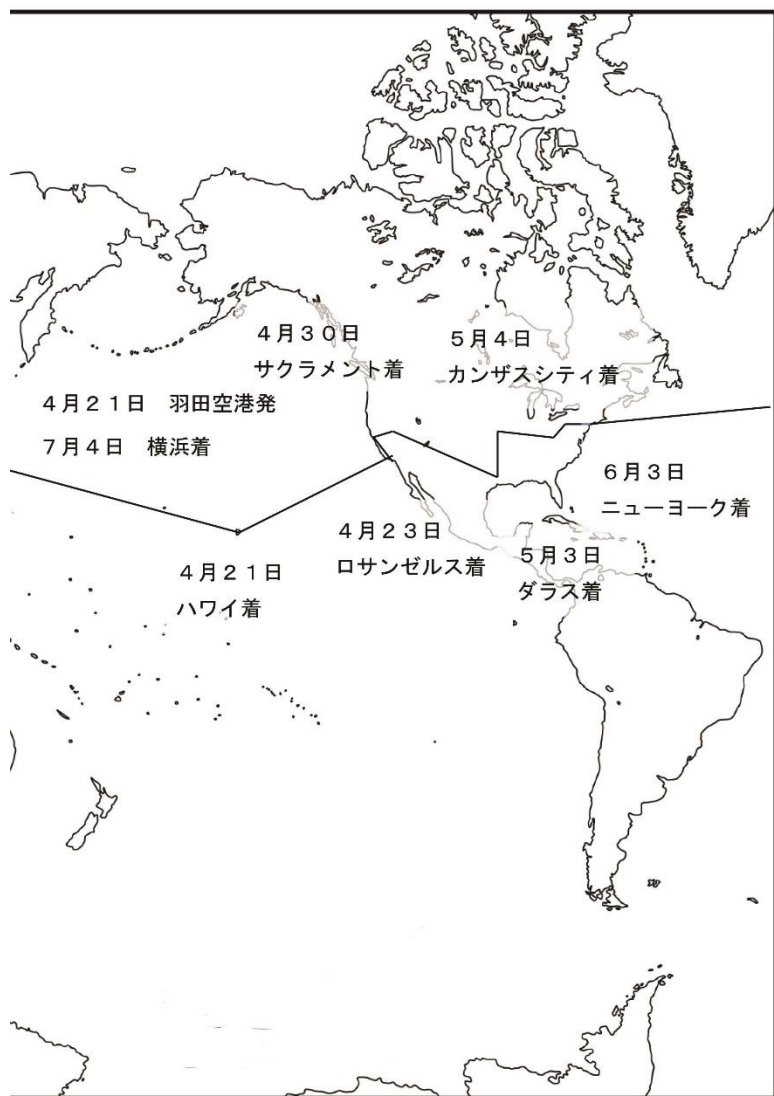 ４月３０日
サクラメント着
５月４日
カンザスシティ着
４月２１日　羽田空港発
７月４日　横浜着
６月３日
ニューヨーク着
４月２３日
ロサンゼルス着
５月３日
ダラス着
４月２１日
ハワイ着